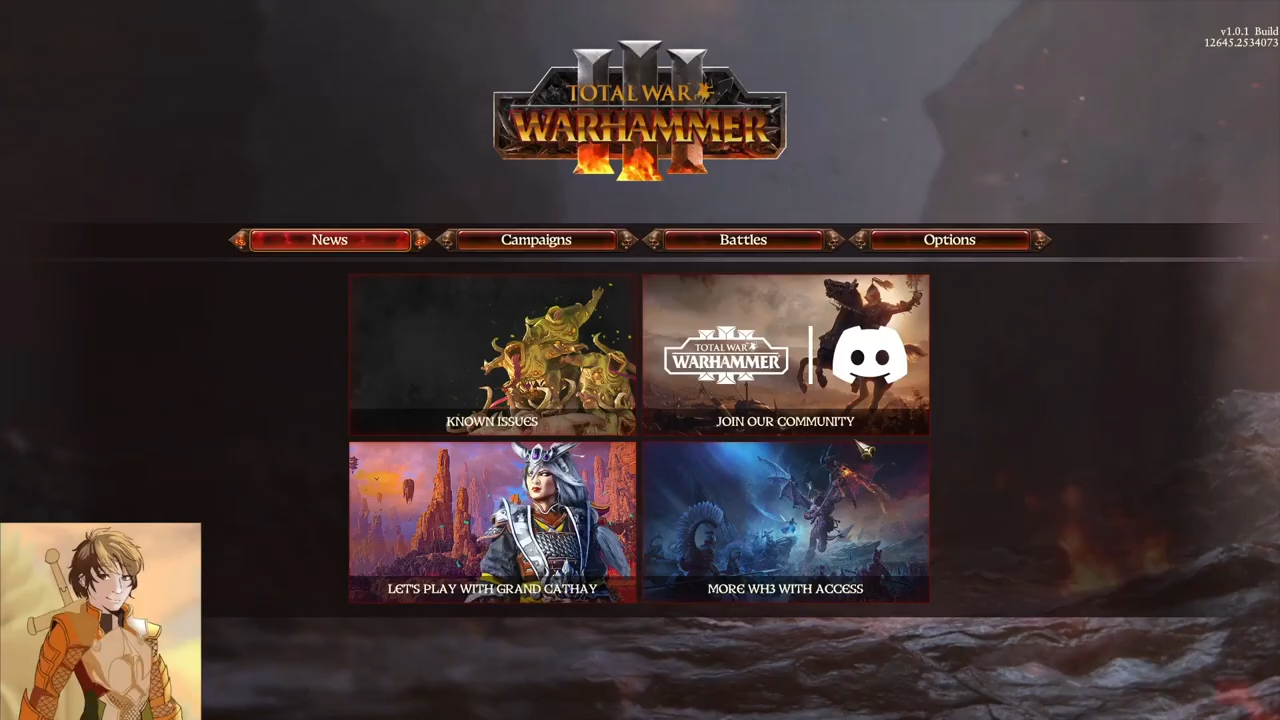 v1.0.1 Build
12645.2534073
TOTAL WAR
WARHAMMER
III
News
Campaigns
Battles
Options
TOTAL WAR
WARHAMMER
KNOWN ISSUES
JOIN OUR COMMUNITY
LET'S PLAY WITH GRAND CATHAY
MORE WH3 WITH ACCESS